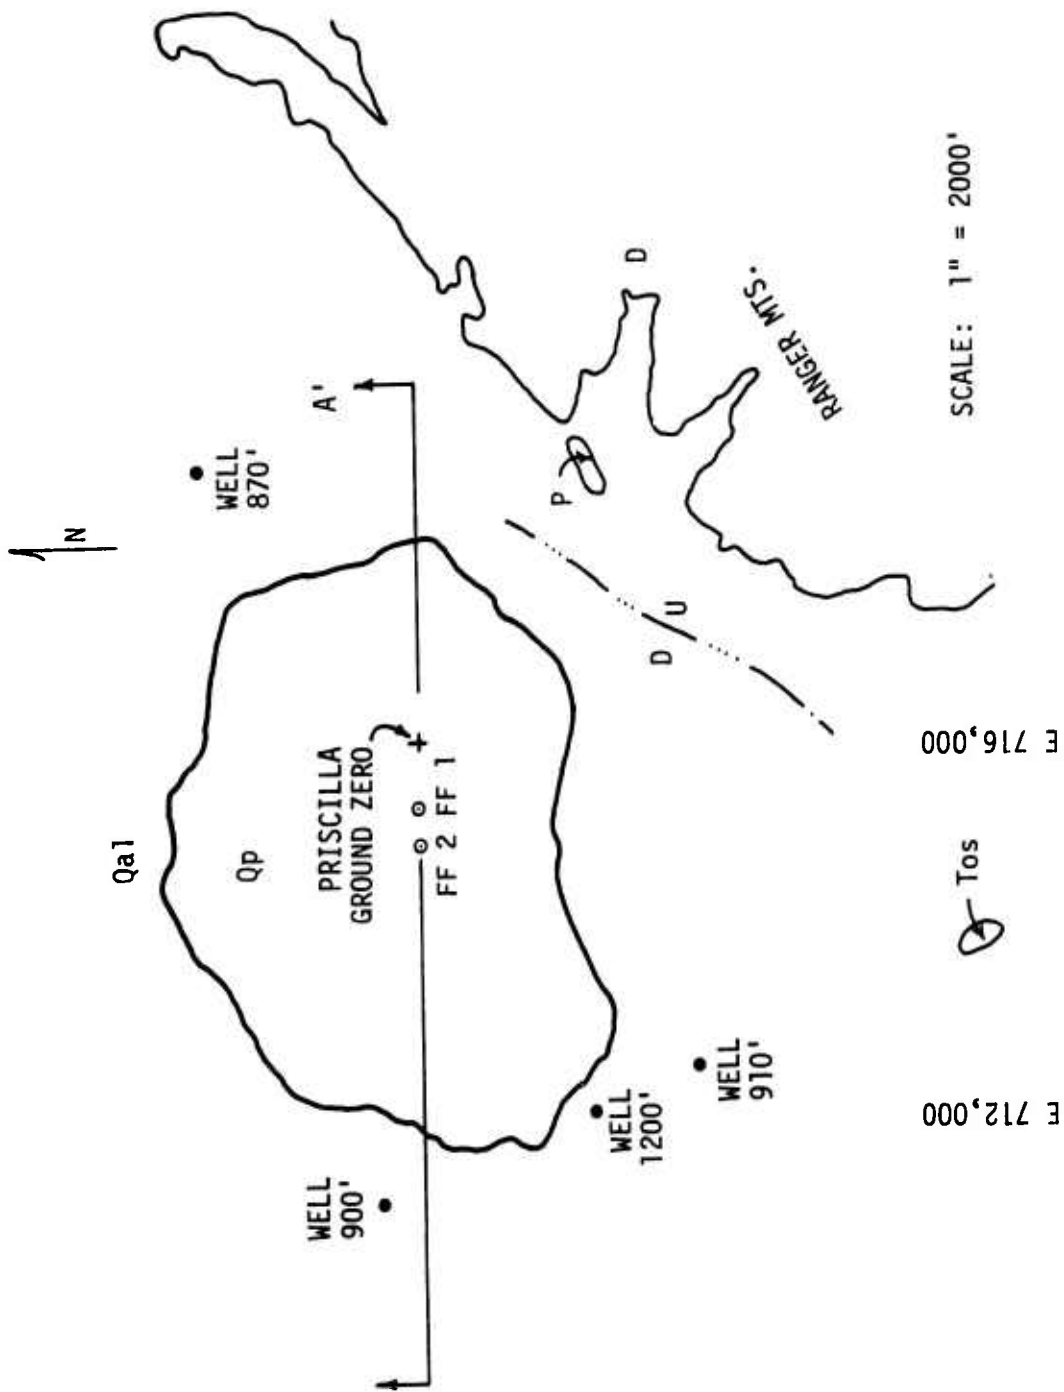 N
Qal
Qp
WELL
870'
A'
PRISCILLA
GROUND ZERO
FF 2 FF 1
WELL
900'
WELL
1200'
WELL
910'
P
D
D U
RANGER MTS.
Tos
SCALE: 1" = 2000'
E 712,000
E 716,000